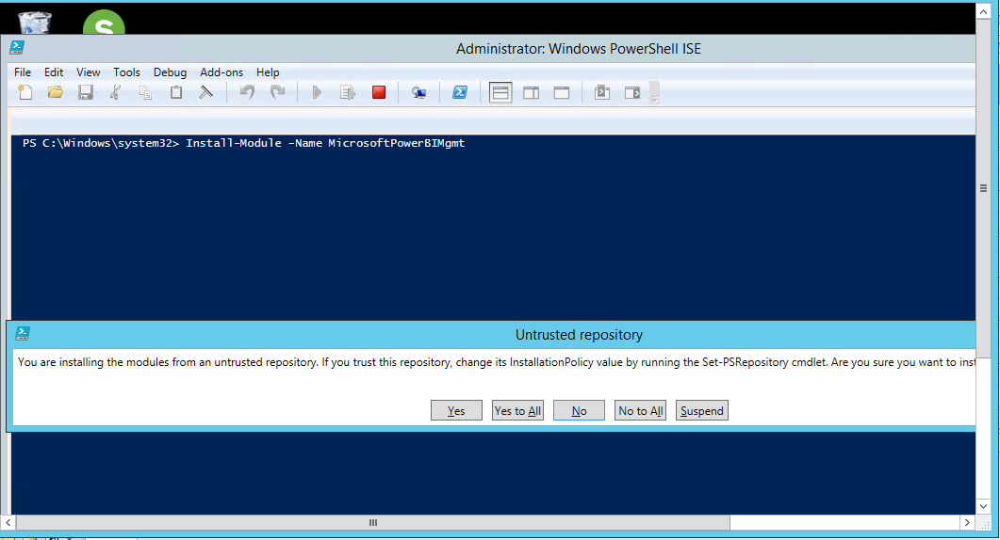 S
Administrator: Windows PowerShell ISE
File Edit View Tools Debug Add-ons Help
PS C:\Windows\system32> Install-Module -Name MicrosoftPowerBIMgmt
Untrusted repository
You are installing the modules from an untrusted repository. If you trust this repository, change its InstallationPolicy value by running the Set-PSRepository cmdlet. Are you sure you want to inst
Yes Yes to All No No to All Suspend